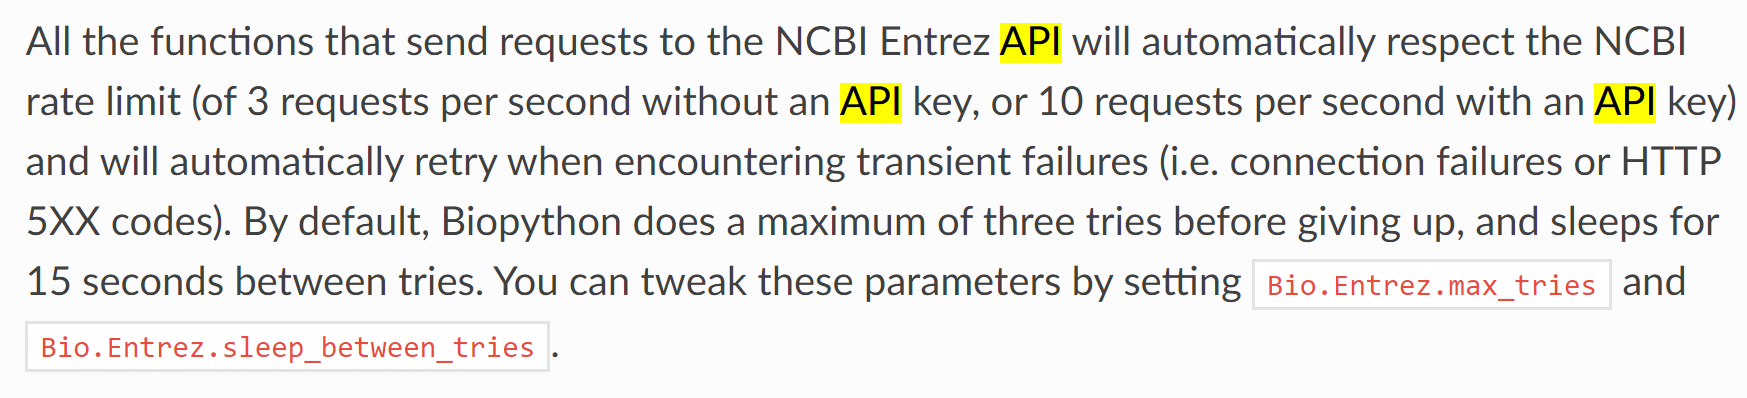 All the functions that send requests to the NCBI Entrez API will automatically respect the NCBI
rate limit (of 3 requests per second without an API key, or 10 requests per second with an API key)
and will automatically retry when encountering transient failures (i.e. connection failures or HTTP
5XX codes). By default, Biopython does a maximum of three tries before giving up, and sleeps for
15 seconds between tries. You can tweak these parameters by setting Bio.Entrez.max_tries and
Bio.Entrez.sleep_between_tries.